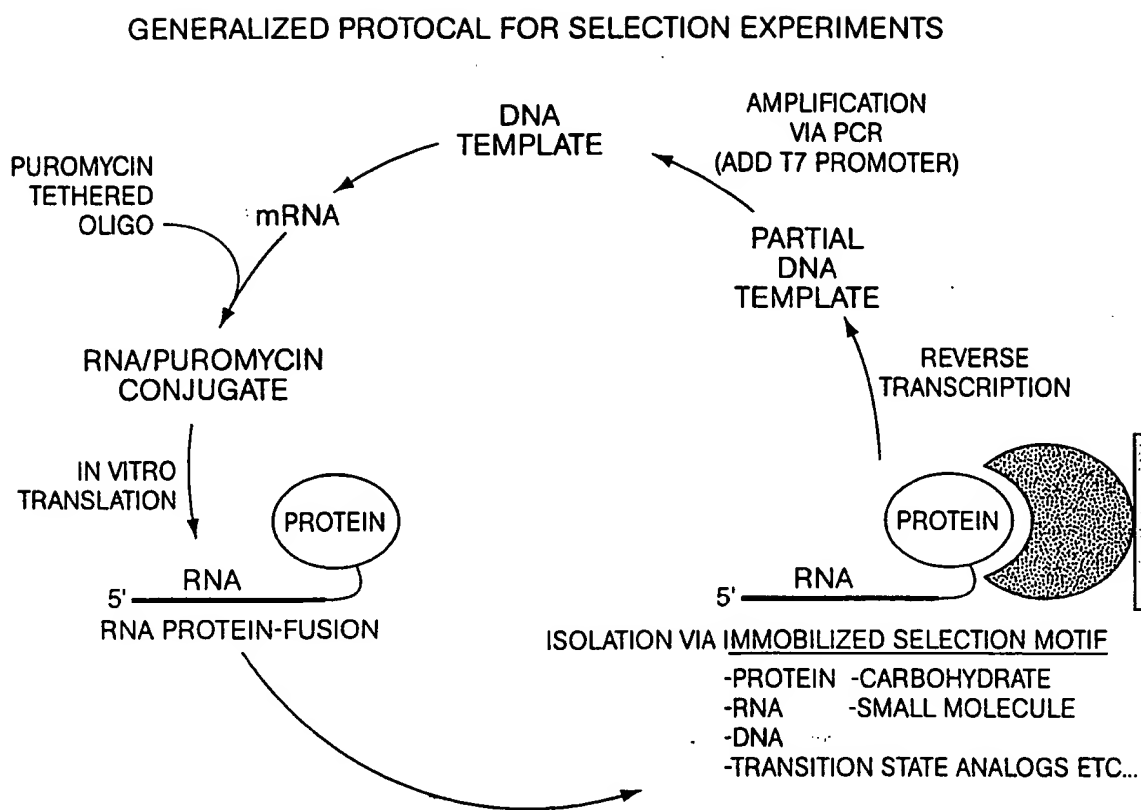 GENERALIZED PROTOCAL FOR SELECTION EXPERIMENTS
DNA
TEMPLATE
AMPLIFICATION
VIA PCR
(ADD T7 PROMOTER)
PUROMYCIN
TETHERED
OLIGO
mRNA
PARTIAL
DNA
TEMPLATE
RNA/PUROMYCIN
CONJUGATE
REVERSE
TRANSCRIPTION
IN VITRO
TRANSLATION
PROTEIN
RNA
5'
RNA PROTEIN-FUSION
PROTEIN
RNA
5'
ISOLATION VIA IMMOBILIZED SELECTION MOTIF
-PROTEIN -CARBOHYDRATE
-RNA -SMALL MOLECULE
-DNA
-TRANSITION STATE ANALOGS ETC...